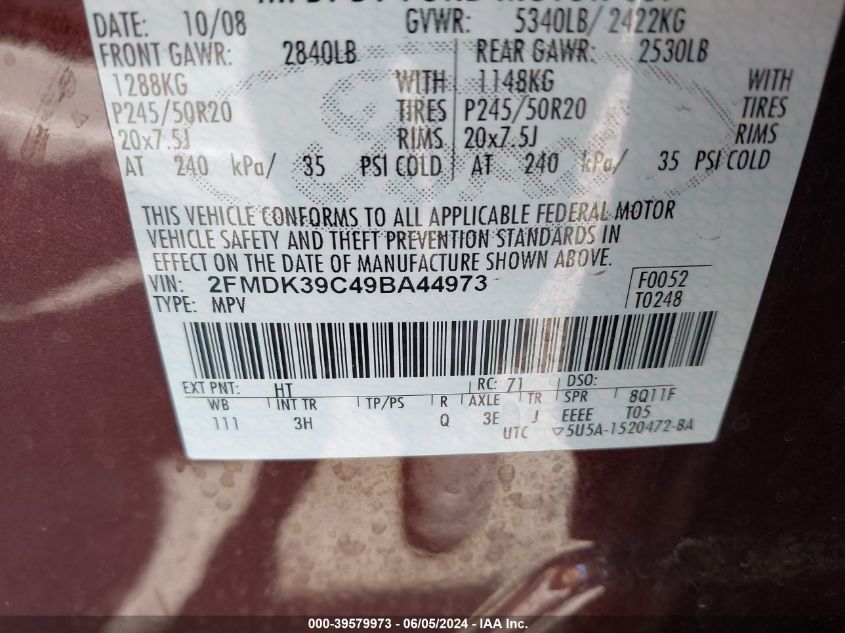 DATE: 10/08 GVWR: 5340LB/ 2422KG
FRONT GAWR: 2840LB REAR GAWR: 2530LB
1288KG WITH 1148KG WITH
P245/50R20 TIRES P245/50R20 TIRES
20x7.5J RIMS 20x7.5J RIMS
AT 240 kPa/ 35 PSI COLD AT 240 kPa/ 35 PSI COLD
THIS VEHICLE CONFORMS TO ALL APPLICABLE FEDERAL MOTOR
VEHICLE SAFETY AND THEFT PREVENTION STANDARDS IN
EFFECT ON THE DATE OF MANUFACTURE SHOWN ABOVE.
VIN: 2FMDK39C49BA44973 F0052
TYPE: MPV T0248
EXT PNT: HT RC: 71 DSO:
WB INT TR TP/PS R AXLE TR SPR 8Q11F
111 3H Q 3E J EEEE T05
UTC ▽5U5A-1520472-BA
000-39579973 - 06/05/2024 - IAA Inc.